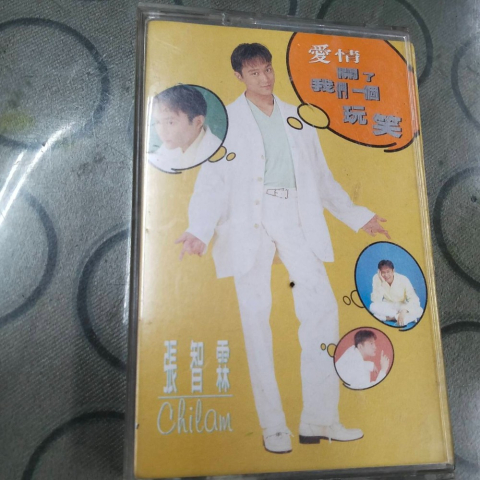 愛情
開了
我們一個
玩笑
張智霖
Chilam